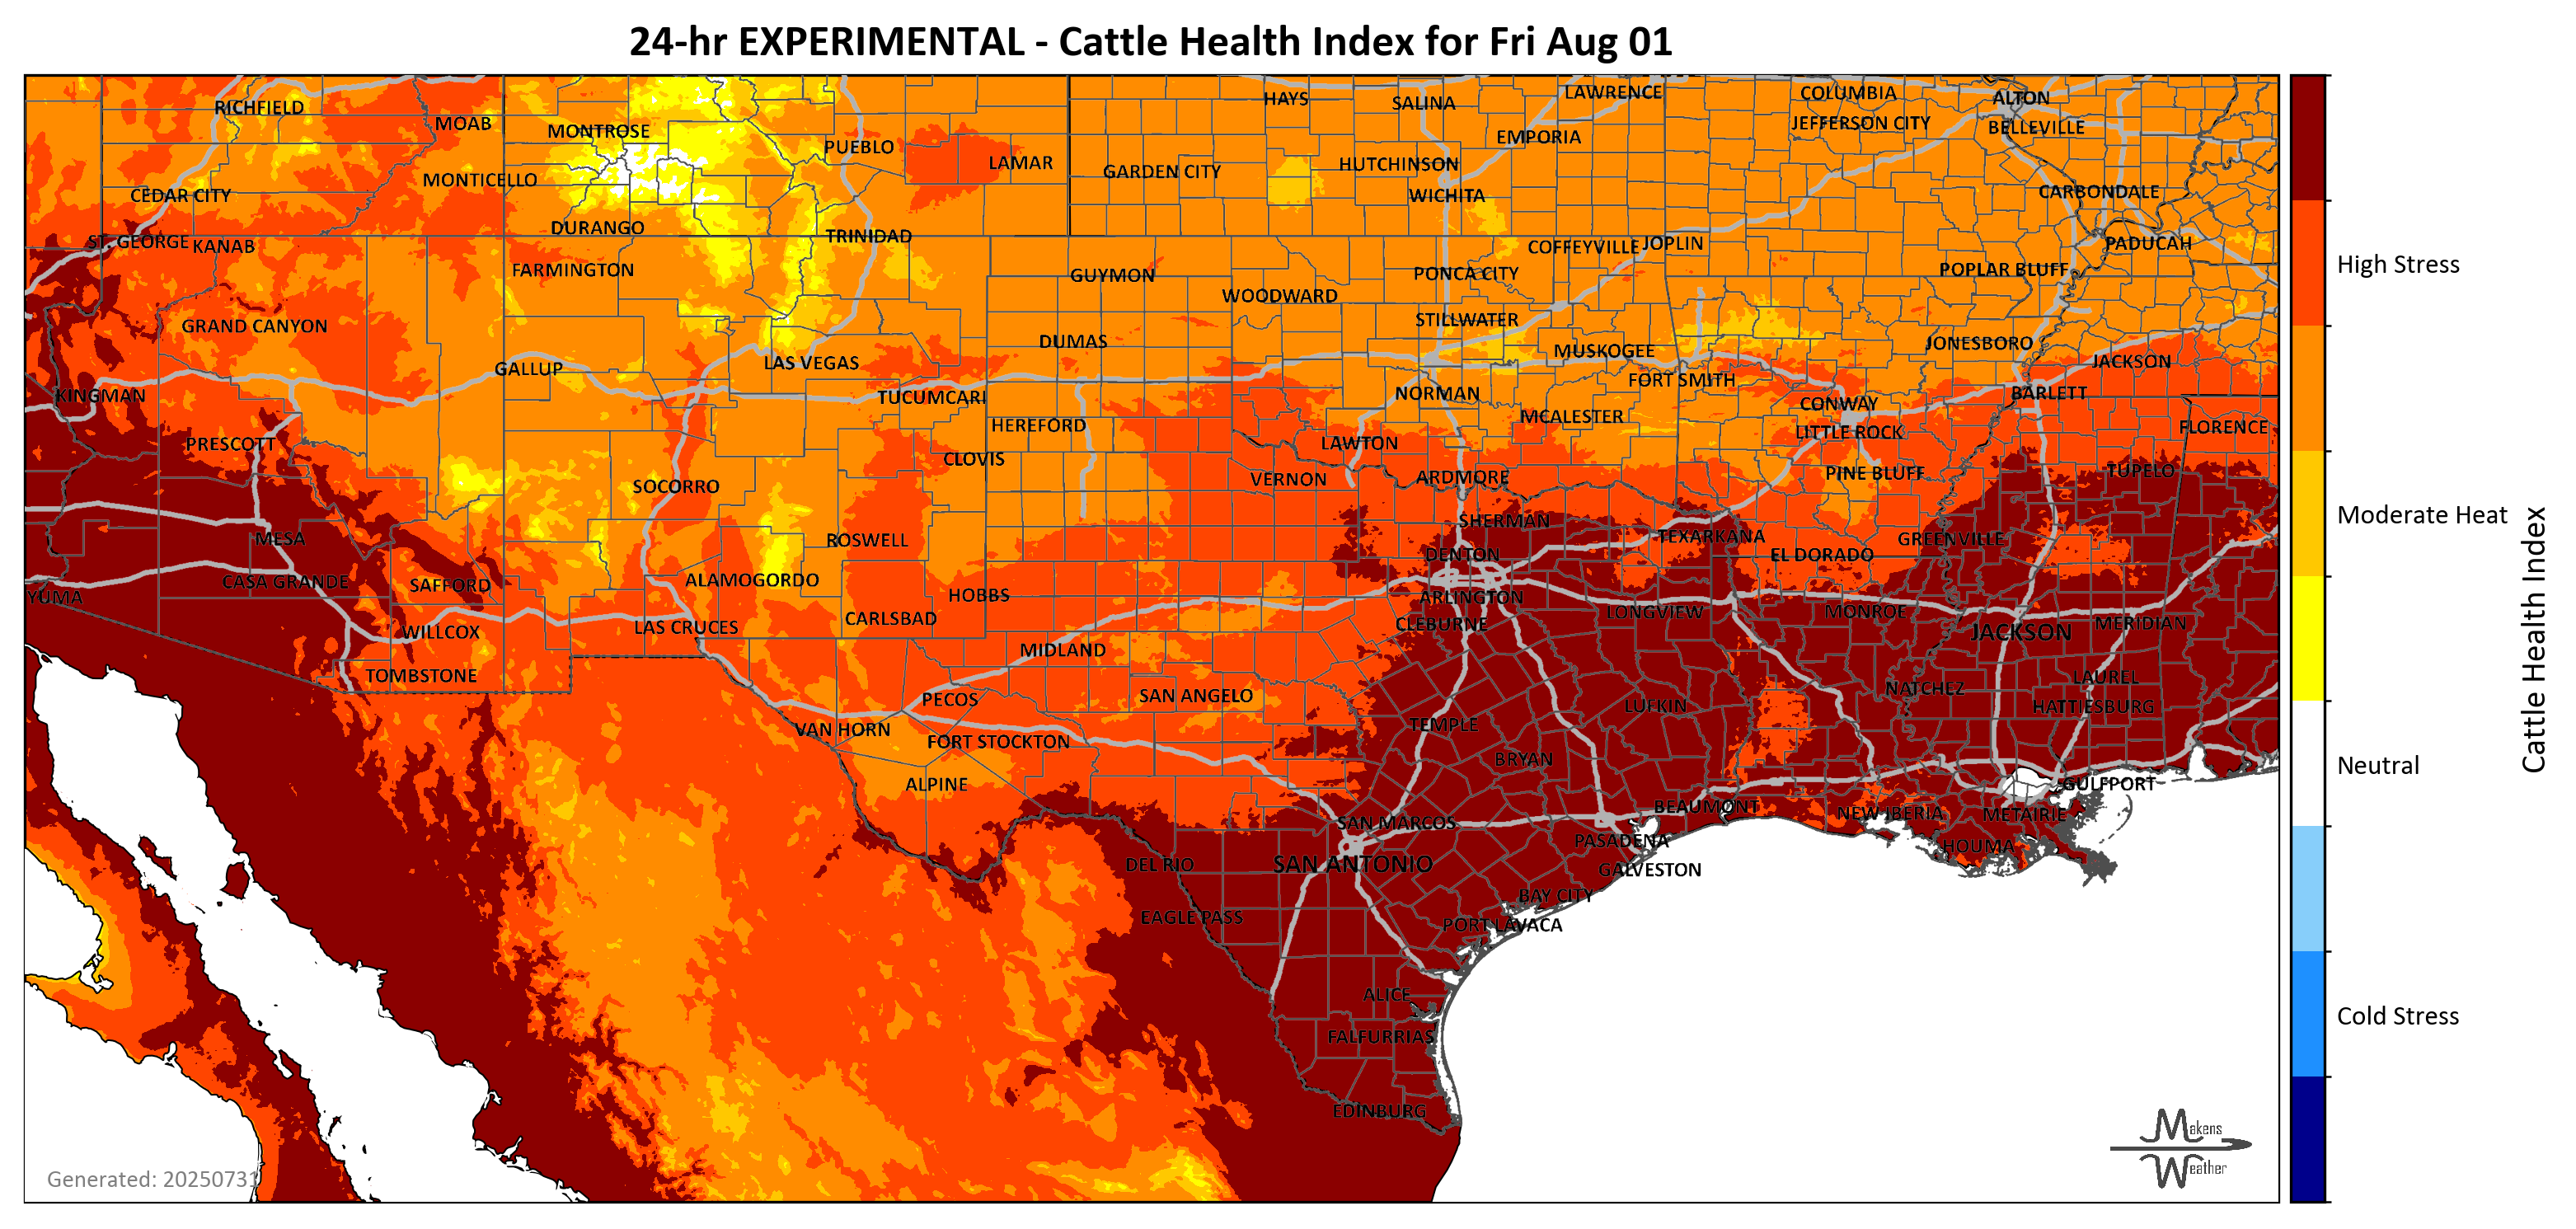 24-hr EXPERIMENTAL - Cattle Health Index for Fri Aug 01
RICHFIELD
MOAB
MONTROSE
PUEBLO
LAMAR
HAYS
SALINA
LAWRENCE
COLUMBIA
ALTON
EMPORIA
JEFFERSON CITY
BELLEVILLE
CEDAR CITY
MONTICELLO
GARDEN CITY
HUTCHINSON
WICHITA
CARBONDALE
ST. GEORGE
KANAB
DURANGO
TRINIDAD
COFFEYVILLE
JOPLIN
PADUCAH
FARMINGTON
GUYMON
PONCA CITY
POPLAR BLUFF
WOODWARD
GRAND CANYON
STILLWATER
DUMAS
MUSKOGEE
JONESBORO
GALLUP
LAS VEGAS
JACKSON
KINGMAN
TUCUMCARI
NORMAN
FORT SMITH
BARLETT
CONWAY
HEREFORD
MCALESTER
LITTLE ROCK
FLORENCE
PRESCOTT
CLOVIS
LAWTON
SOCORRO
VERNON
ARDMORE
PINE BLUFF
TUPELO
MESA
ROSWELL
SHERMAN
TEXARKANA
GREENVILLE
DENTON
EL DORADO
CASA GRANDE
SAFFORD
ALAMOGORDO
YUMA
HOBBS
ARLINGTON
LONGVIEW
MONROE
WILLCOX
LAS CRUCES
CARLSBAD
CLEBURNE
JACKSON
MERIDIAN
TOMBSTONE
MIDLAND
LAUREL
PECOS
SAN ANGELO
NATCHEZ
LUFKIN
HATTIESBURG
VAN HORN
FORT STOCKTON
TEMPLE
BRYAN
ALPINE
GULFPORT
BEAUMONT
NEW IBERIA
METAIRIE
SAN MARCOS
PASADENA
HOUMA
DEL RIO
SAN ANTONIO
GALVESTON
EAGLE PASS
BAY CITY
PORT LAVACA
ALICE
FALFURRIAS
EDINBURG
Generated: 20250731
Makens
Weather
High Stress
Moderate Heat
Neutral
Cold Stress
Cattle Health Index